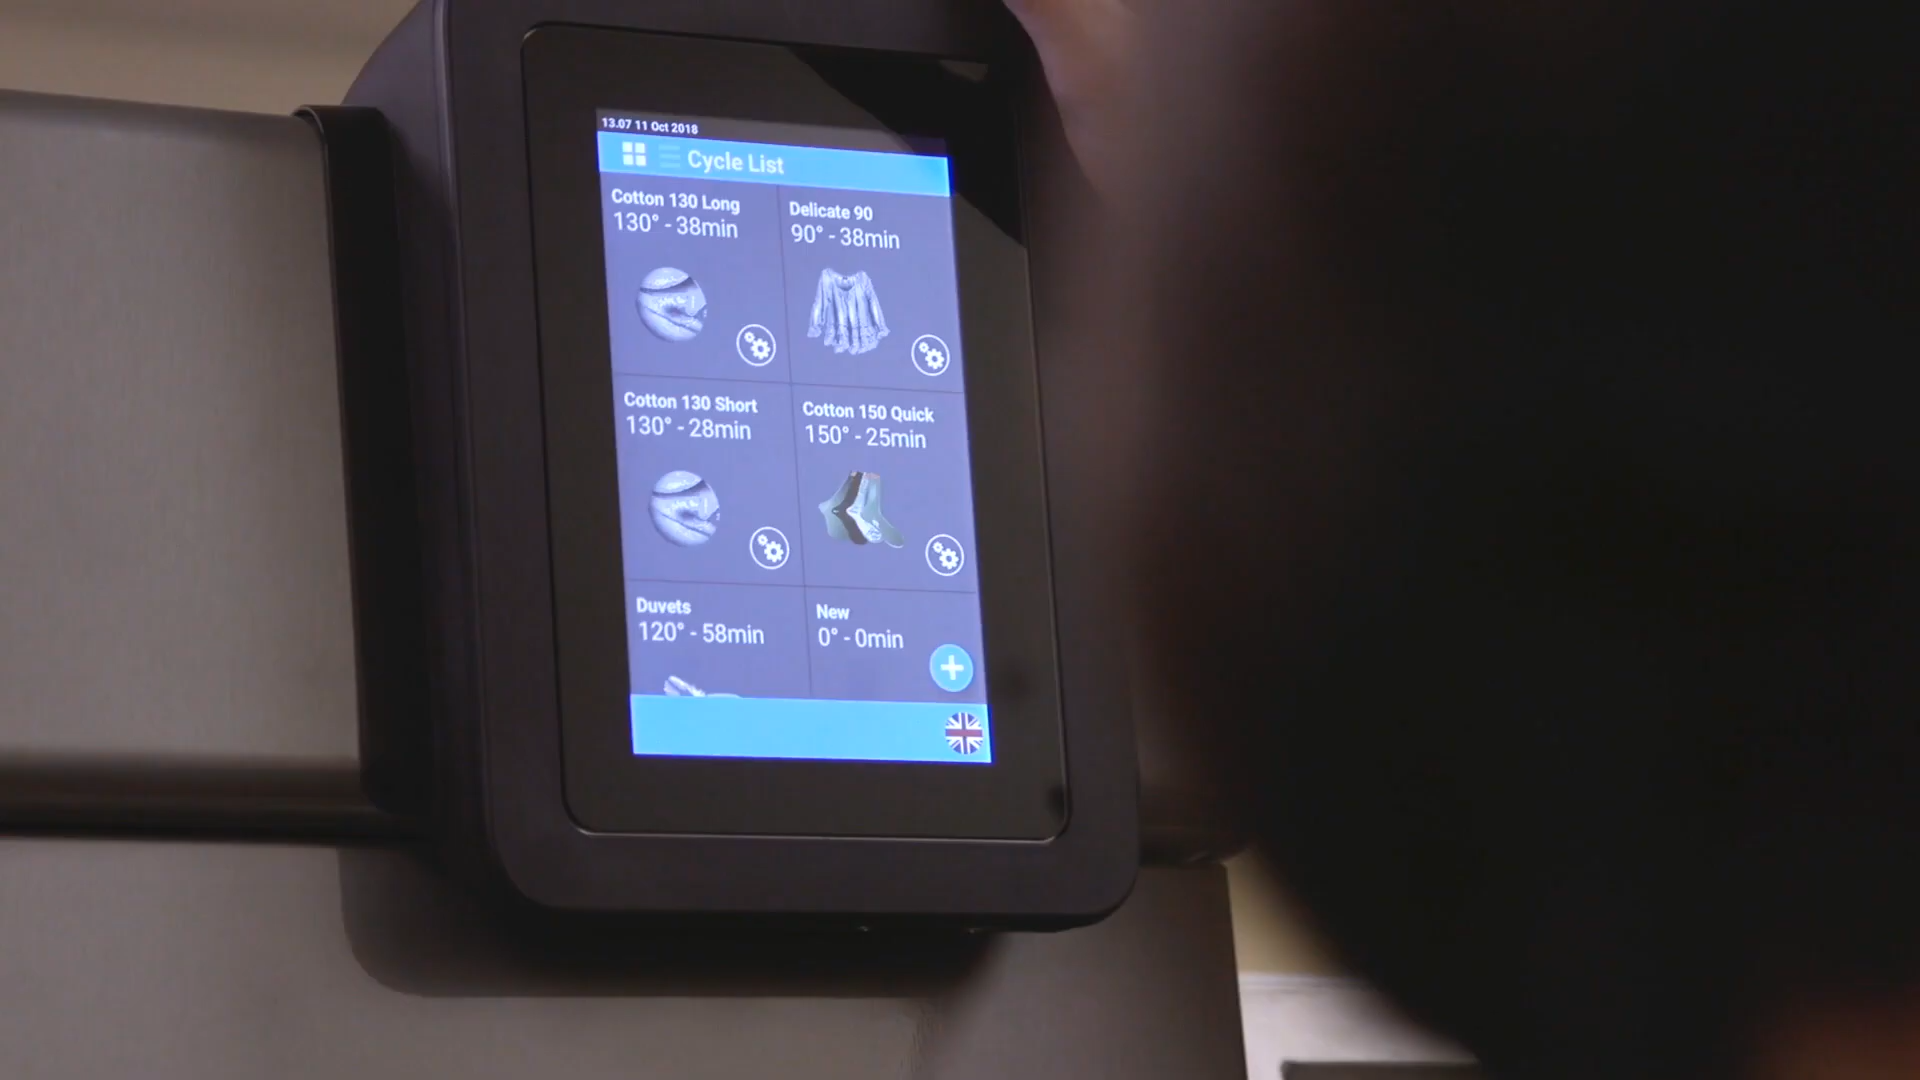 13.07 11 Oct 2018
Cycle List
Cotton 130 Long
130° - 38min
Delicate 90
90° - 38min
Cotton 130 Short
130° - 28min
Cotton 150 Quick
150° - 25min
Duvets
120° - 58min
New
0° - 0min